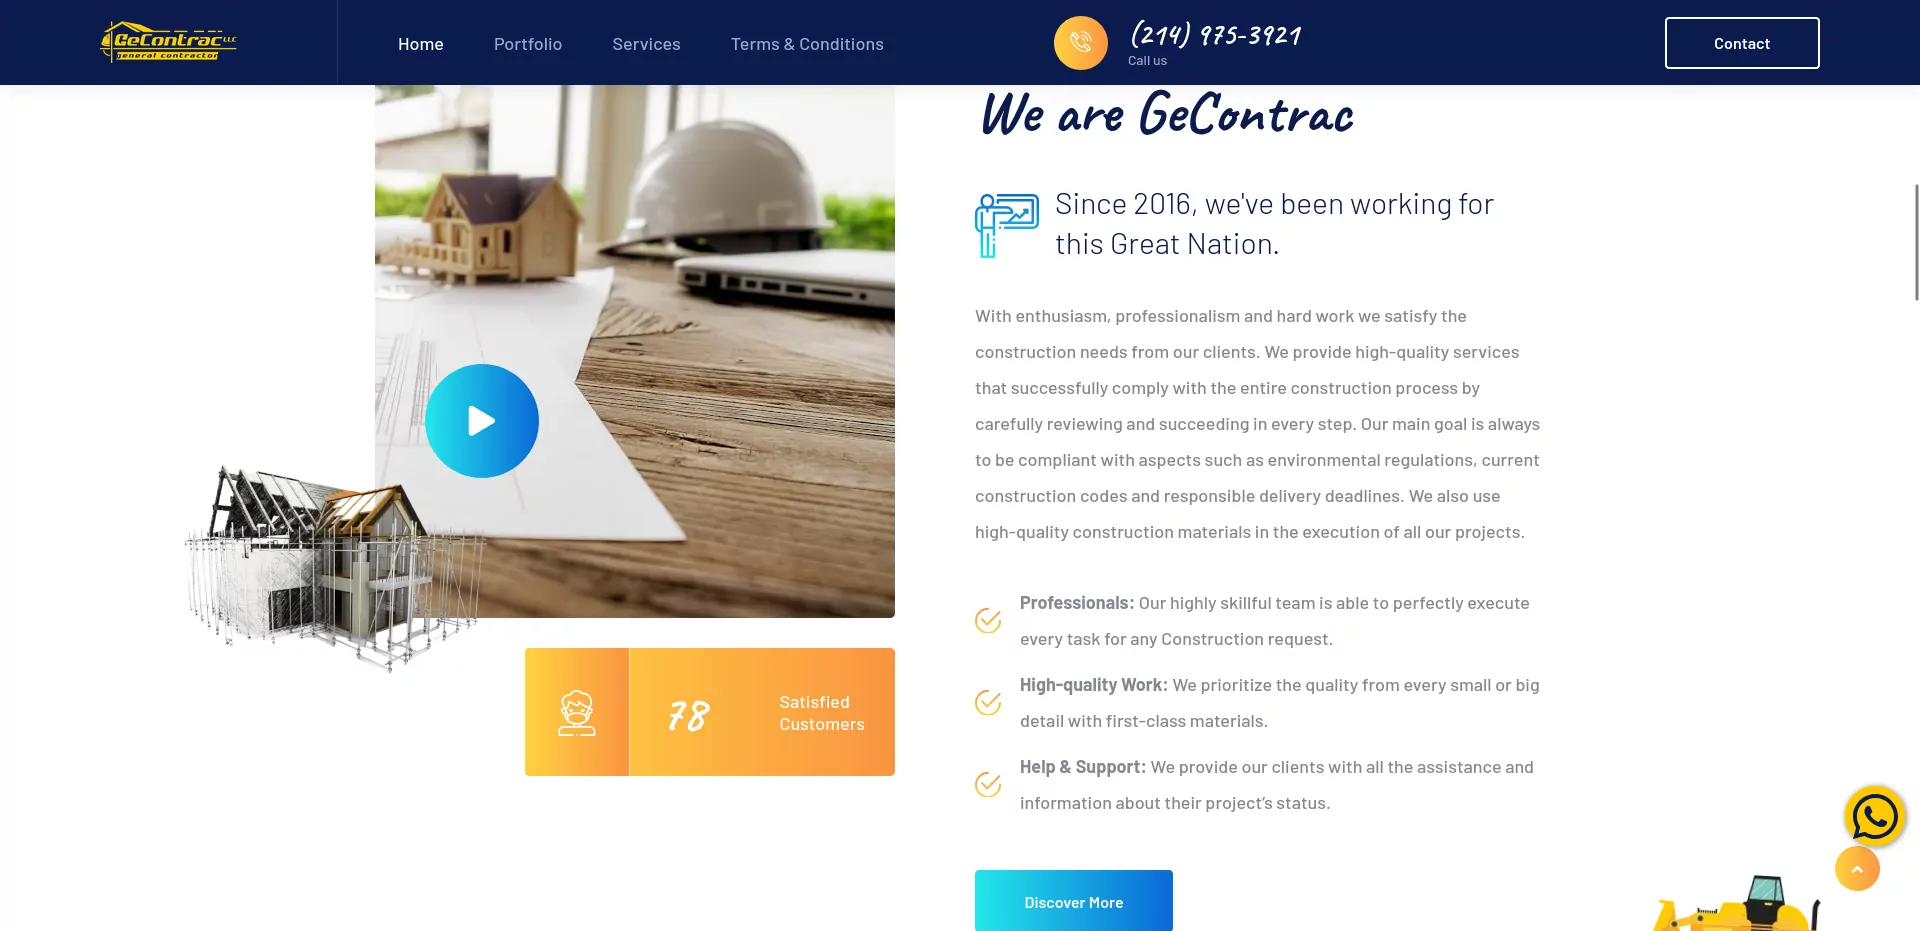 GeContrac LLC
general contractor
Home
Portfolio
Services
Terms & Conditions
(214) 975-3921
Call us
Contact
We are GeContrac
Since 2016, we've been working for
this Great Nation.
With enthusiasm, professionalism and hard work we satisfy the
construction needs from our clients. We provide high-quality services
that successfully comply with the entire construction process by
carefully reviewing and succeeding in every step. Our main goal is always
to be compliant with aspects such as environmental regulations, current
construction codes and responsible delivery deadlines. We also use
high-quality construction materials in the execution of all our projects.
Professionals: Our highly skillful team is able to perfectly execute
every task for any Construction request.
High-quality Work: We prioritize the quality from every small or big
detail with first-class materials.
Help & Support: We provide our clients with all the assistance and
information about their project’s status.
78
Satisfied
Customers
Discover More